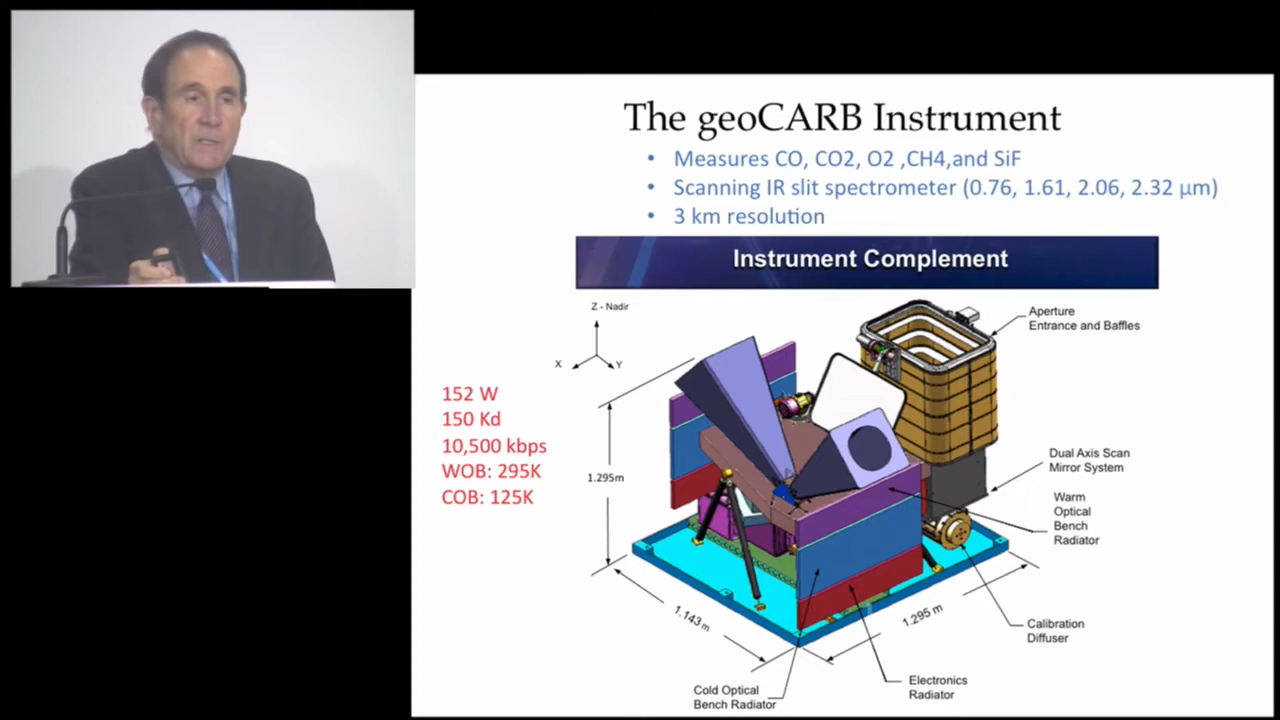 The geoCARB Instrument
• Measures CO, CO2, O2 ,CH4,and SiF
• Scanning IR slit spectrometer (0.76, 1.61, 2.06, 2.32 µm)
• 3 km resolution
Instrument Complement
Z - Nadir
X
Y
Aperture
Entrance and Baffles
152 W
150 Kd
10,500 kbps
WOB: 295K
COB: 125K
1.295m
Dual Axis Scan
Mirror System
Warm
Optical
Bench
Radiator
1.143 m
1.295 m
Calibration
Diffuser
Electronics
Radiator
Cold Optical
Bench Radiator